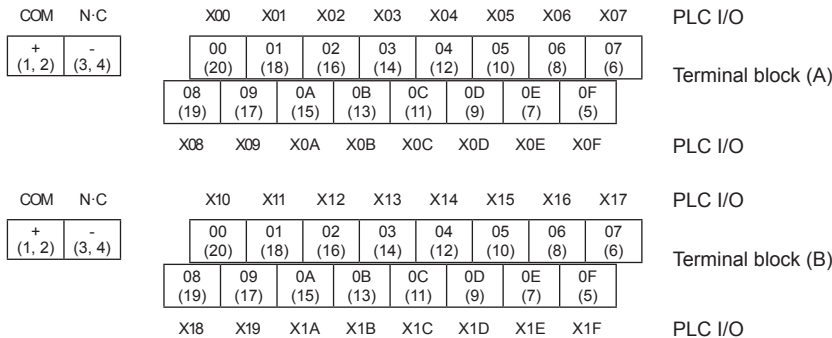 COM N·C X00 X01 X02 X03 X04 X05 X06 X07 PLC I/O
+ - 00 01 02 03 04 05 06 07
(1, 2) (3, 4) (20) (18) (16) (14) (12) (10) (8) (6)
Terminal block (A)
08 09 0A 0B 0C 0D 0E 0F
(19) (17) (15) (13) (11) (9) (7) (5)
X08 X09 X0A X0B X0C X0D X0E X0F PLC I/O
COM N·C X10 X11 X12 X13 X14 X15 X16 X17 PLC I/O
+ - 00 01 02 03 04 05 06 07
(1, 2) (3, 4) (20) (18) (16) (14) (12) (10) (8) (6)
Terminal block (B)
08 09 0A 0B 0C 0D 0E 0F
(19) (17) (15) (13) (11) (9) (7) (5)
X18 X19 X1A X1B X1C X1D X1E X1F PLC I/O